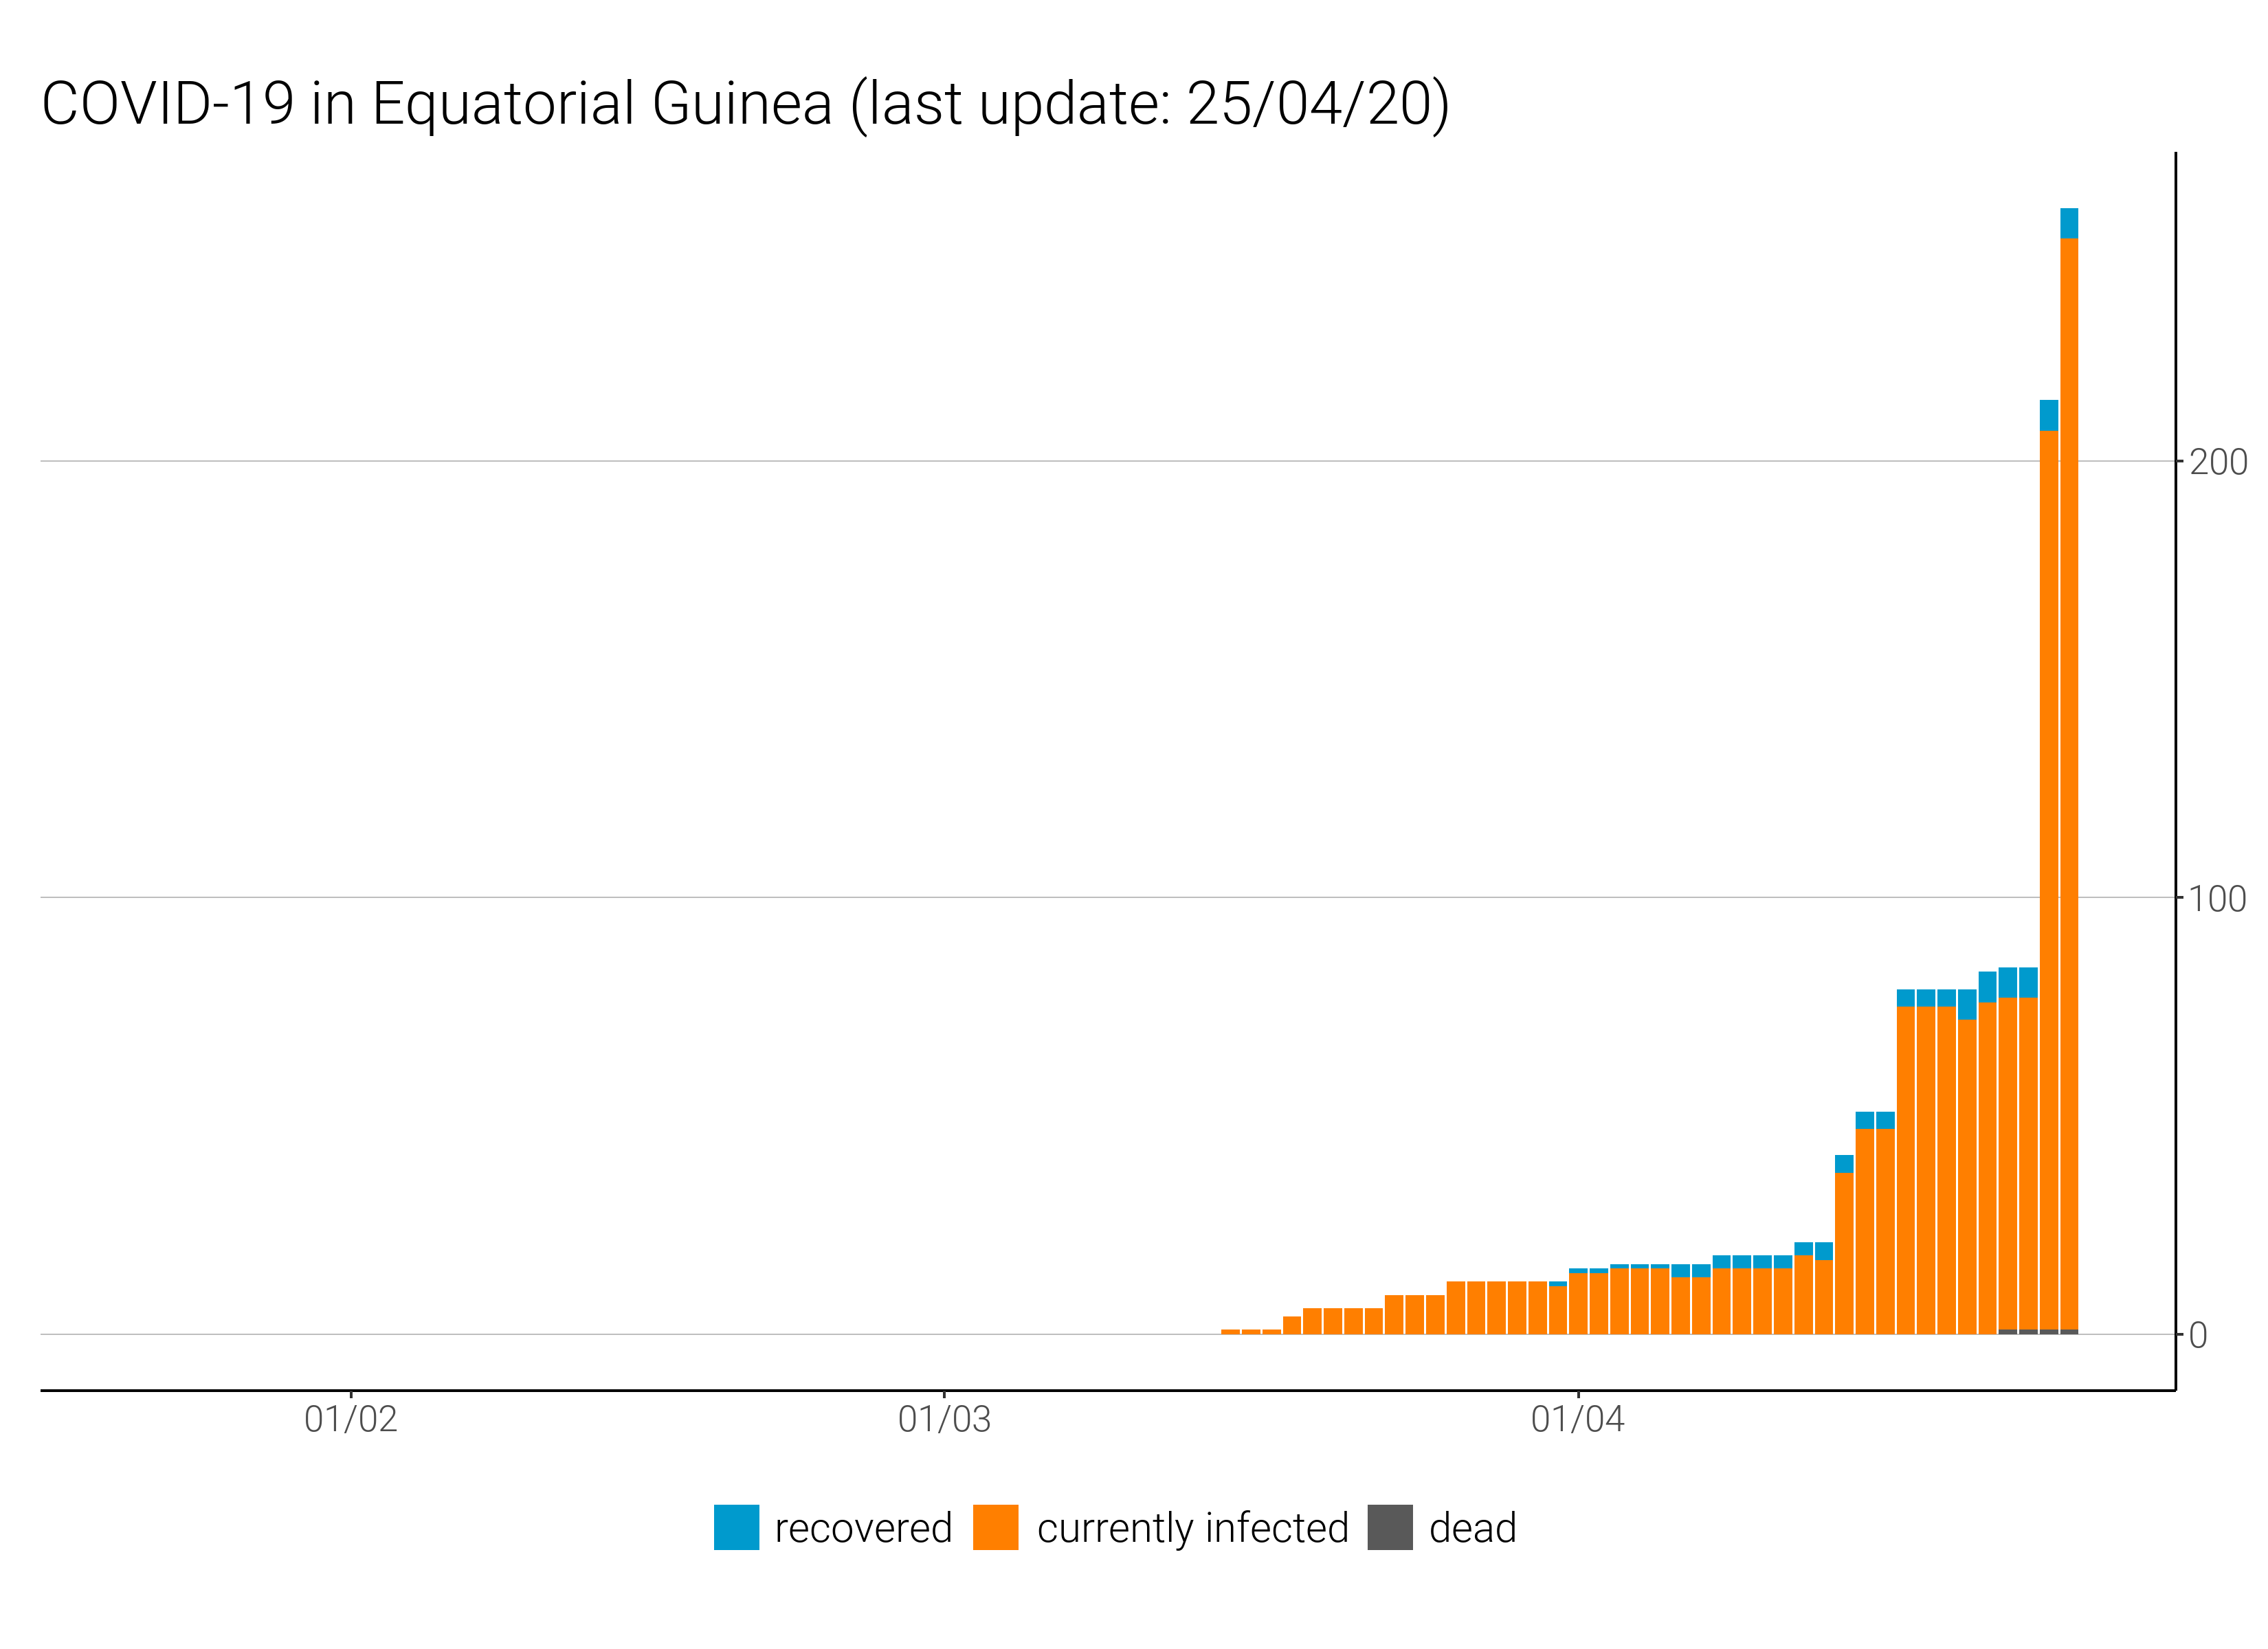 COVID-19 in Equatorial Guinea (last update: 25/04/20)
200
100
0
01/02 01/03 01/04
recovered currently infected dead